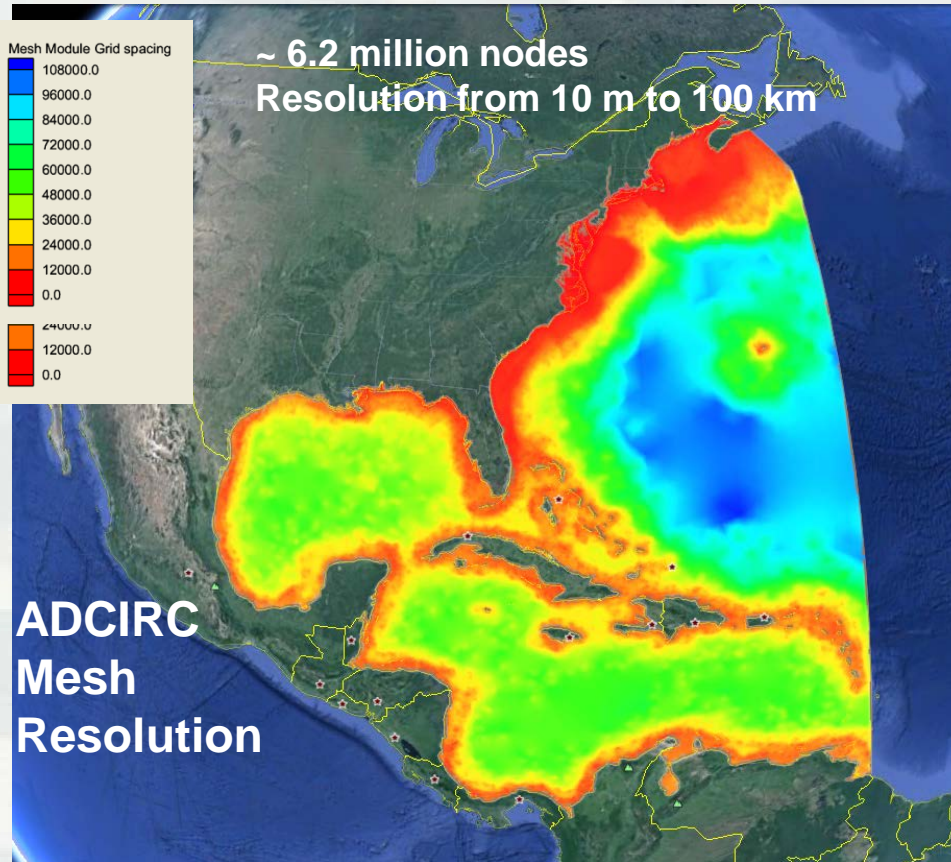 Mesh Module Grid spacing
108000.0
96000.0
84000.0
72000.0
60000.0
48000.0
36000.0
24000.0
12000.0
0.0
24000.0
12000.0
0.0
~ 6.2 million nodes
Resolution from 10 m to 100 km
ADCIRC
Mesh
Resolution